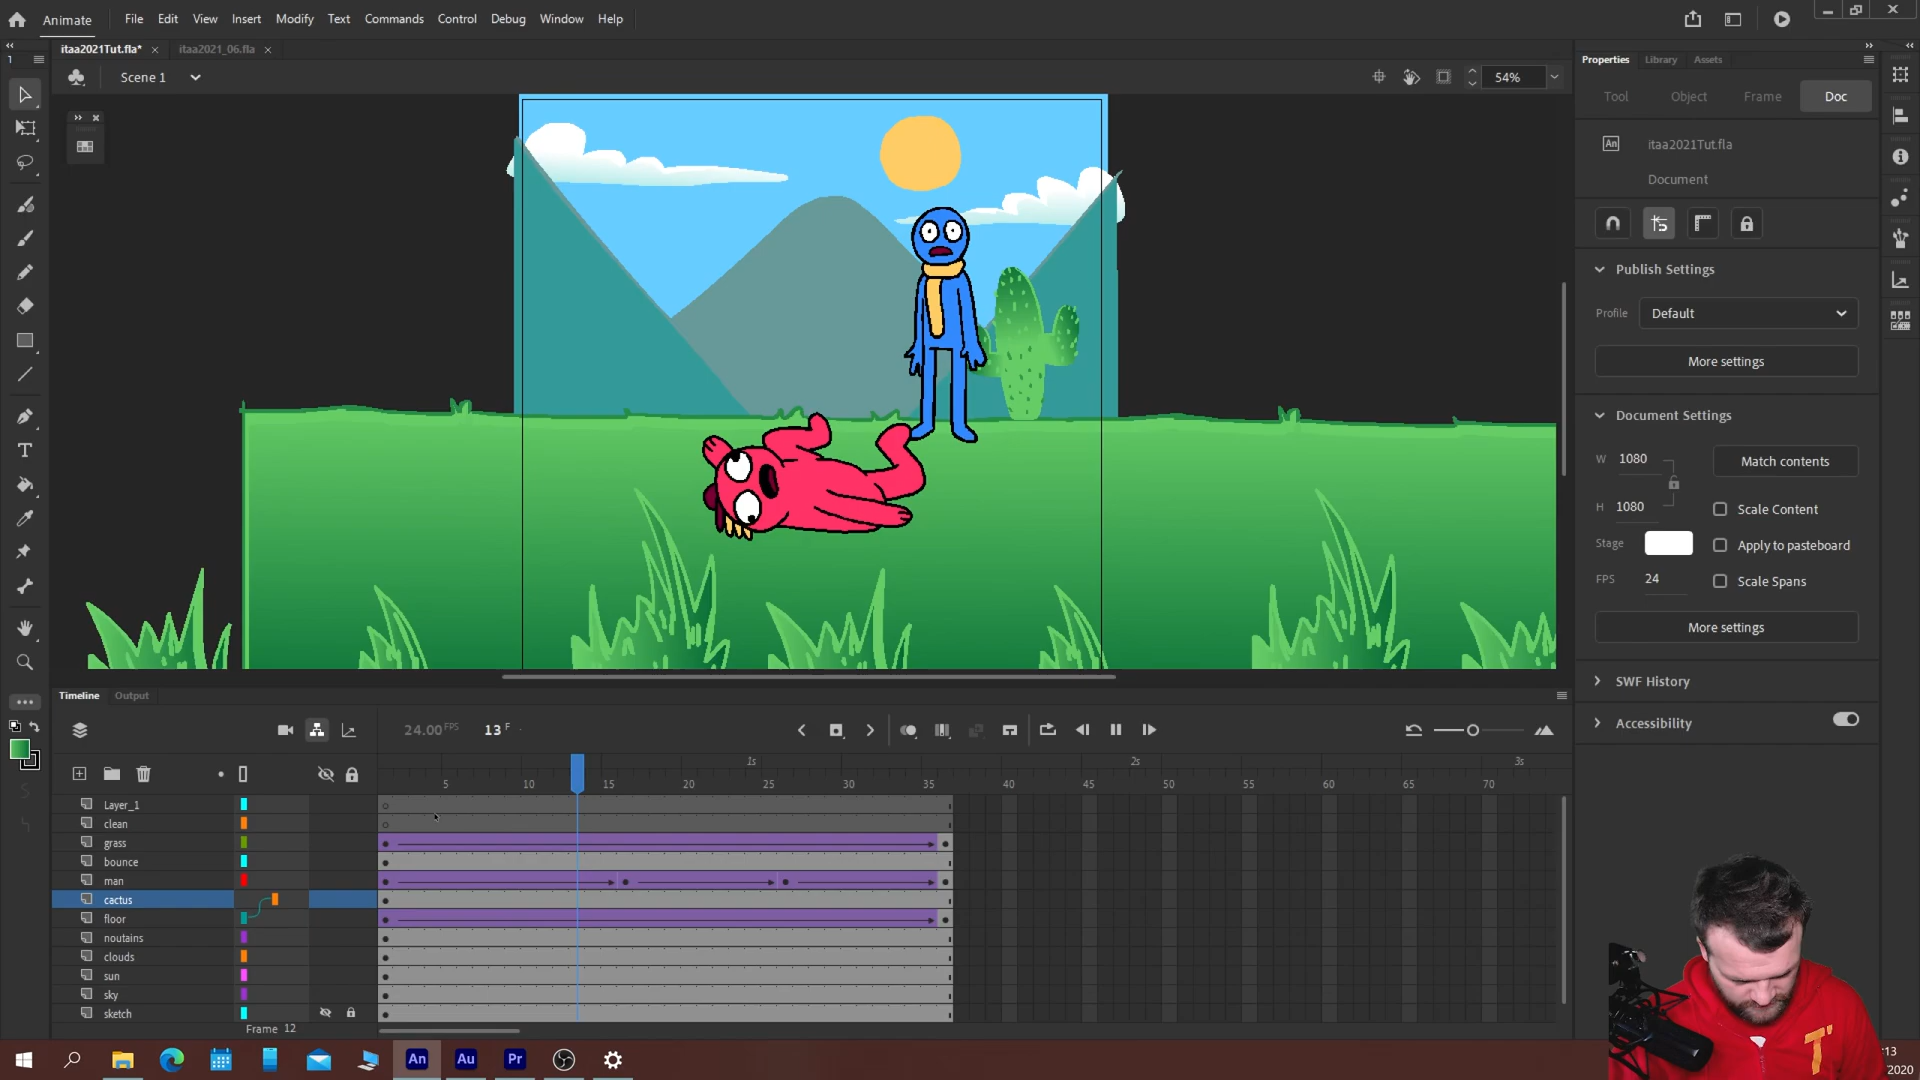 Animate File Edit View Insert Modify Text Commands Control Debug Window Help
itaa2021Tut.fla* itaa2021_06.fla
1
Scene 1 54%
Properties Library Assets
Tool Object Frame Doc
An itaa2021Tut.fla
Document
Publish Settings
Profile Default
More settings
Document Settings
W 1080 Match contents
H 1080 Scale Content
Stage Apply to pasteboard
FPS 24 Scale Spans
More settings
SWF History
Accessibility
Timeline Output
24.00 FPS 13 F
1s 2s 3s
5 10 15 20 25 30 35 40 45 50 55 60 65 70
Layer_1
clean
grass
bounce
man
cactus
floor
noutains
clouds
sun
sky
sketch
Frame 12
An Au Pr
:13
2020